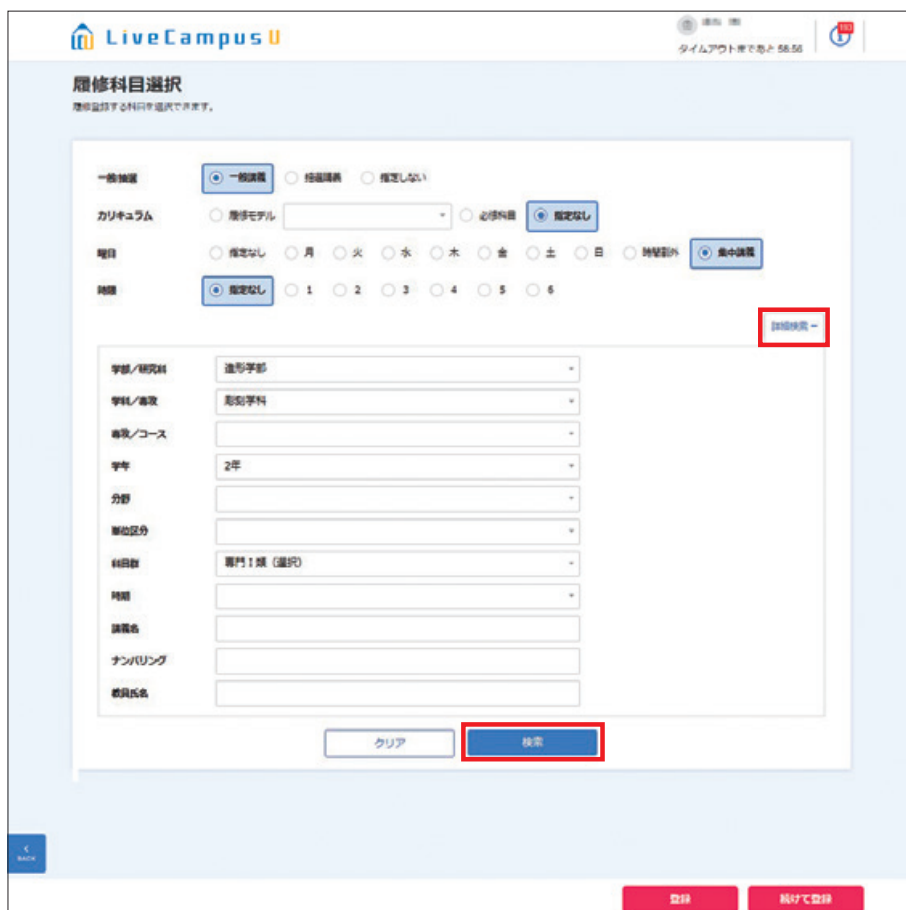 LiveCampusU
193
タイムアウトまであと 58:56
履修科目選択
履修登録する科目を選択できます。
一般/抽選 一般講義 抽選講義 指定しない
カリキュラム 履修モデル 必修科目 指定なし
曜日 指定なし 月 火 水 木 金 土 日 時間割外 集中講義
時限 指定なし 1 2 3 4 5 6
詳細検索 −
学部/研究科 造形学部
学科/専攻 彫刻学科
専攻/コース
学年 2年
分野
単位区分
科目群 専門Ⅰ類（選択）
時期
講義名
ナンバリング
教員氏名
クリア 検索
BACK
登録 続けて登録